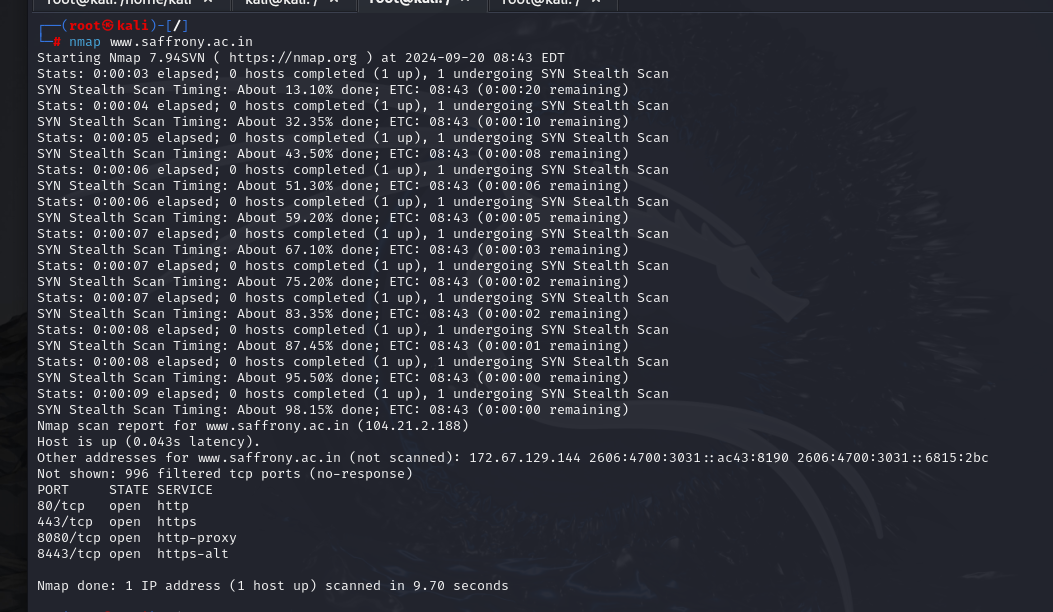 root@kali: /home/kali × kali@kali: / × root@kali: / × root@kali: / ×
┌──(root㉿kali)-[/]
└─# nmap www.saffrony.ac.in
Starting Nmap 7.94SVN ( https://nmap.org ) at 2024-09-20 08:43 EDT
Stats: 0:00:03 elapsed; 0 hosts completed (1 up), 1 undergoing SYN Stealth Scan
SYN Stealth Scan Timing: About 13.10% done; ETC: 08:43 (0:00:20 remaining)
Stats: 0:00:04 elapsed; 0 hosts completed (1 up), 1 undergoing SYN Stealth Scan
SYN Stealth Scan Timing: About 32.35% done; ETC: 08:43 (0:00:10 remaining)
Stats: 0:00:05 elapsed; 0 hosts completed (1 up), 1 undergoing SYN Stealth Scan
SYN Stealth Scan Timing: About 43.50% done; ETC: 08:43 (0:00:08 remaining)
Stats: 0:00:06 elapsed; 0 hosts completed (1 up), 1 undergoing SYN Stealth Scan
SYN Stealth Scan Timing: About 51.30% done; ETC: 08:43 (0:00:06 remaining)
Stats: 0:00:06 elapsed; 0 hosts completed (1 up), 1 undergoing SYN Stealth Scan
SYN Stealth Scan Timing: About 59.20% done; ETC: 08:43 (0:00:05 remaining)
Stats: 0:00:07 elapsed; 0 hosts completed (1 up), 1 undergoing SYN Stealth Scan
SYN Stealth Scan Timing: About 67.10% done; ETC: 08:43 (0:00:03 remaining)
Stats: 0:00:07 elapsed; 0 hosts completed (1 up), 1 undergoing SYN Stealth Scan
SYN Stealth Scan Timing: About 75.20% done; ETC: 08:43 (0:00:02 remaining)
Stats: 0:00:07 elapsed; 0 hosts completed (1 up), 1 undergoing SYN Stealth Scan
SYN Stealth Scan Timing: About 83.35% done; ETC: 08:43 (0:00:02 remaining)
Stats: 0:00:08 elapsed; 0 hosts completed (1 up), 1 undergoing SYN Stealth Scan
SYN Stealth Scan Timing: About 87.45% done; ETC: 08:43 (0:00:01 remaining)
Stats: 0:00:08 elapsed; 0 hosts completed (1 up), 1 undergoing SYN Stealth Scan
SYN Stealth Scan Timing: About 95.50% done; ETC: 08:43 (0:00:00 remaining)
Stats: 0:00:09 elapsed; 0 hosts completed (1 up), 1 undergoing SYN Stealth Scan
SYN Stealth Scan Timing: About 98.15% done; ETC: 08:43 (0:00:00 remaining)
Nmap scan report for www.saffrony.ac.in (104.21.2.188)
Host is up (0.043s latency).
Other addresses for www.saffrony.ac.in (not scanned): 172.67.129.144 2606:4700:3031::ac43:8190 2606:4700:3031::6815:2bc
Not shown: 996 filtered tcp ports (no-response)
PORT     STATE SERVICE
80/tcp   open  http
443/tcp  open  https
8080/tcp open  http-proxy
8443/tcp open  https-alt
Nmap done: 1 IP address (1 host up) scanned in 9.70 seconds